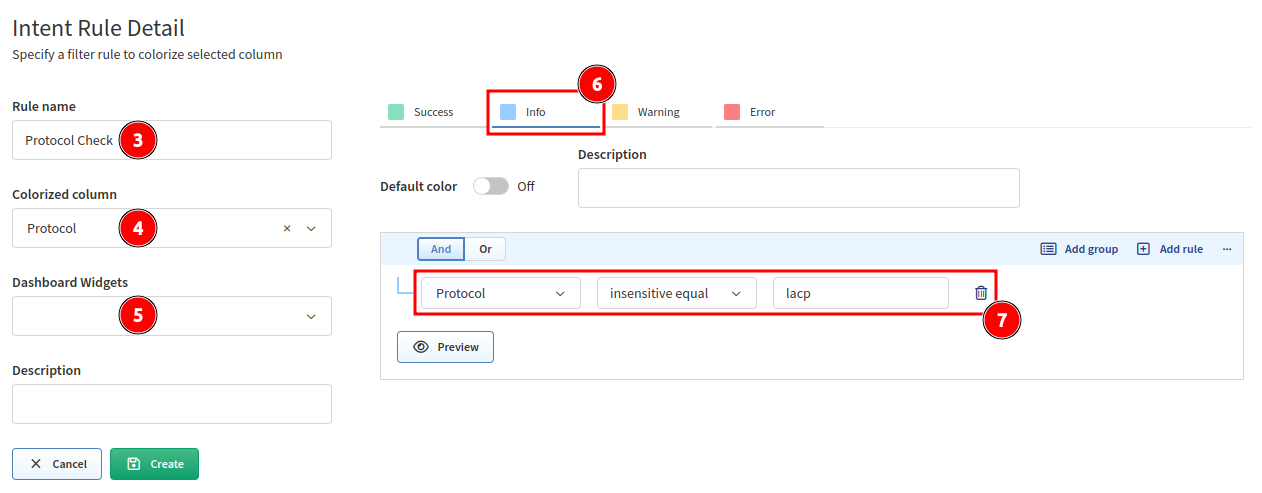 Intent Rule Detail
Specify a filter rule to colorize selected column
Rule name
Protocol Check 3
Colorized column
Protocol 4
Dashboard Widgets
5
Description
Cancel Create
6
Success Info Warning Error
Description
Default color Off
And Or Add group Add rule ...
Protocol insensitive equal lacp
7
Preview